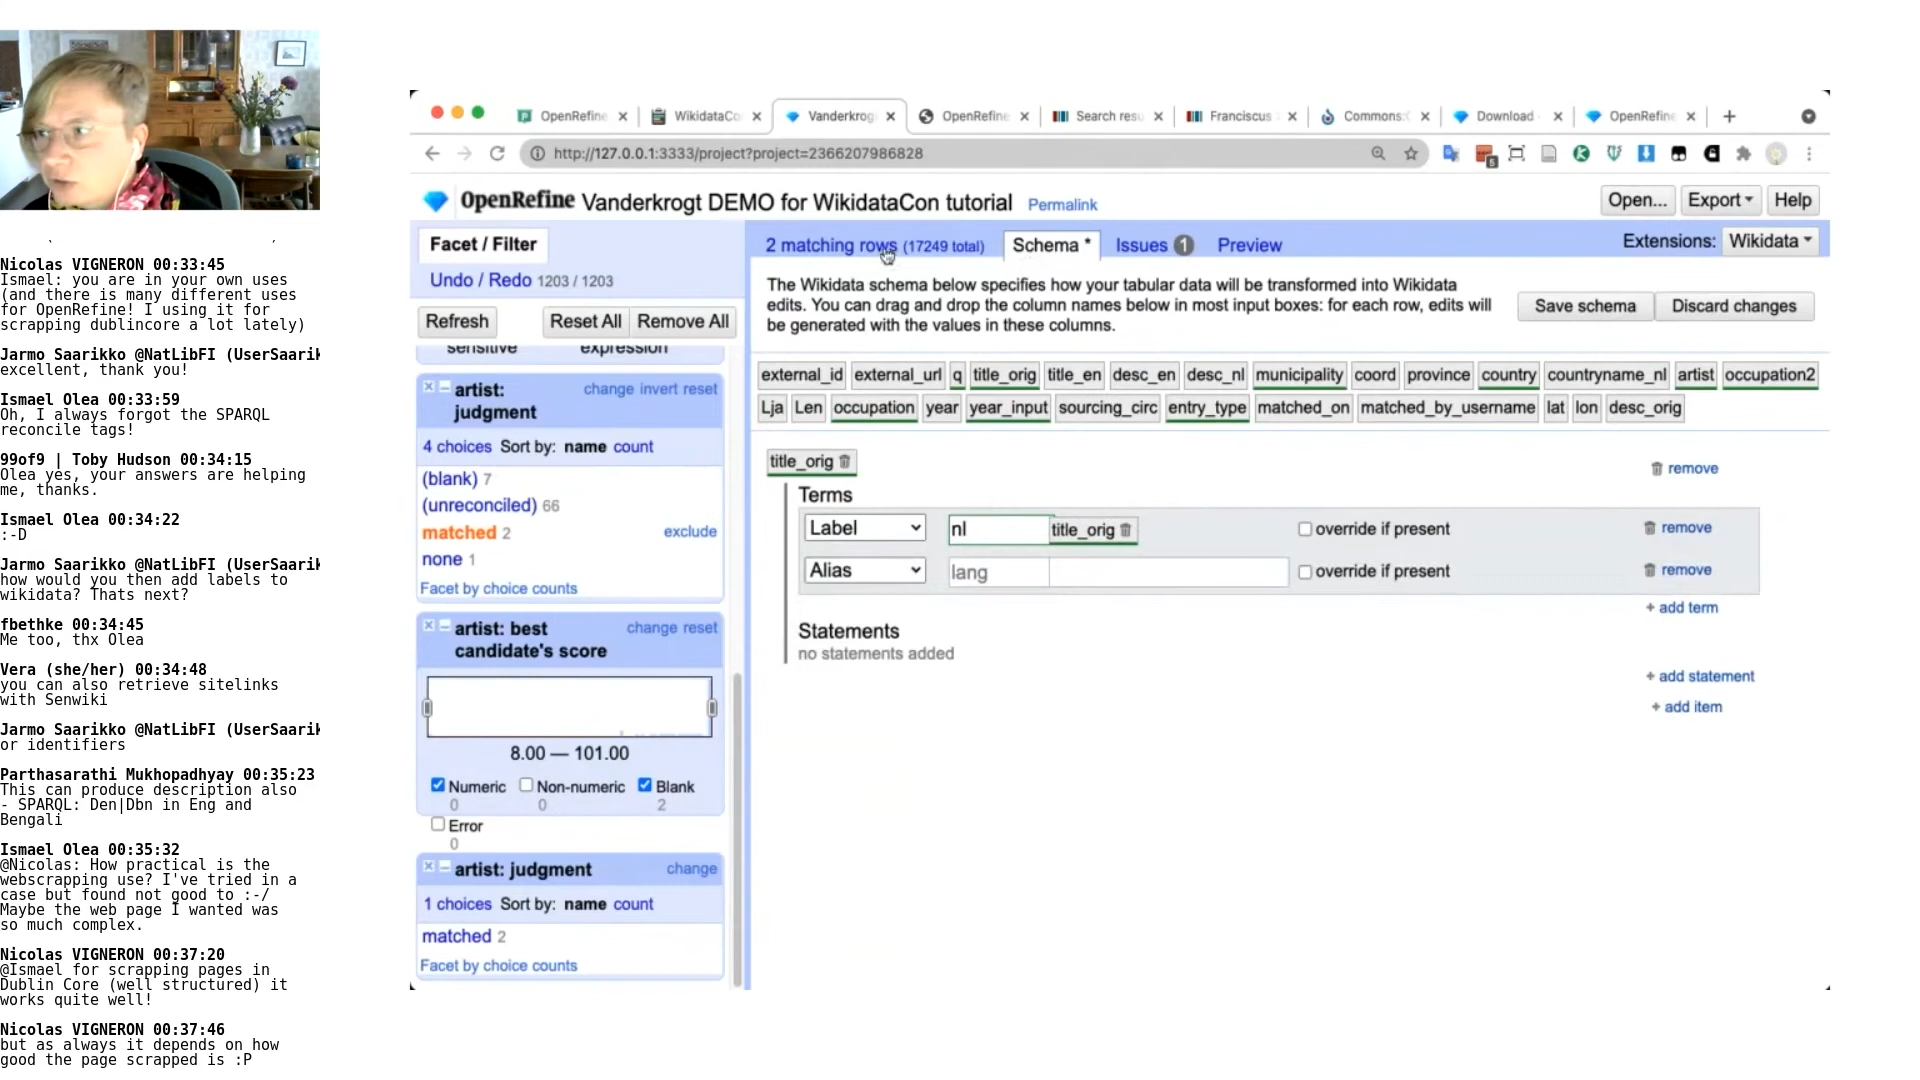 Nicolas VIGNERON 00:33:45
Ismael: you are in your own uses
(and there is many different uses
for OpenRefine! I using it for
scrapping dublincore a lot lately)
Jarmo Saarikko @NatLibFI (UserSaarik
excellent, thank you!
Ismael Olea 00:33:59
Oh, I always forgot the SPARQL
reconcile tags!
99of9 | Toby Hudson 00:34:15
Olea yes, your answers are helping
me, thanks.
Ismael Olea 00:34:22
:-D
Jarmo Saarikko @NatLibFI (UserSaarik
how would you then add labels to
wikidata? Thats next?
fbethke 00:34:45
Me too, thx Olea
Vera (she/her) 00:34:48
you can also retrieve sitelinks
with Senwiki
Jarmo Saarikko @NatLibFI (UserSaarik
or identifiers
Parthasarathi Mukhopadhyay 00:35:23
This can produce description also
- SPARQL: Den|Dbn in Eng and
Bengali
Ismael Olea 00:35:32
@Nicolas: How practical is the
webscrapping use? I've tried in a
case but found not good to :-/
Maybe the web page I wanted was
so much complex.
Nicolas VIGNERON 00:37:20
@Ismael for scrapping pages in
Dublin Core (well structured) it
works quite well!
Nicolas VIGNERON 00:37:46
but as always it depends on how
good the page scrapped is :P
OpenRefine WikidataCo Vanderkrog OpenRefine Search resu Franciscus Commons:C Download OpenRefine
http://127.0.0.1:3333/project?project=2366207986828
5
OpenRefine Vanderkrogt DEMO for WikidataCon tutorial Permalink
Open... Export Help
Facet / Filter
Undo / Redo 1203 / 1203
Refresh Reset All Remove All
sensitive expression
artist: judgment
change invert reset
4 choices Sort by: name count
(blank) 7
(unreconciled) 66
matched 2 exclude
none 1
Facet by choice counts
artist: best candidate's score
change reset
8.00 — 101.00
Numeric Non-numeric Blank
0 0 2
Error
0
artist: judgment change
1 choices Sort by: name count
matched 2
Facet by choice counts
2 matching rows (17249 total) Schema * Issues 1 Preview
Extensions: Wikidata
The Wikidata schema below specifies how your tabular data will be transformed into Wikidata
edits. You can drag and drop the column names below in most input boxes: for each row, edits will
be generated with the values in these columns.
Save schema Discard changes
external_id external_url q title_orig title_en desc_en desc_nl municipality coord province country countryname_nl artist occupation2
Lja Len occupation year year_input sourcing_circ entry_type matched_on matched_by_username lat lon desc_orig
title_orig remove
Terms
Label nl title_orig override if present remove
Alias lang override if present remove
+ add term
Statements
no statements added
+ add statement
+ add item